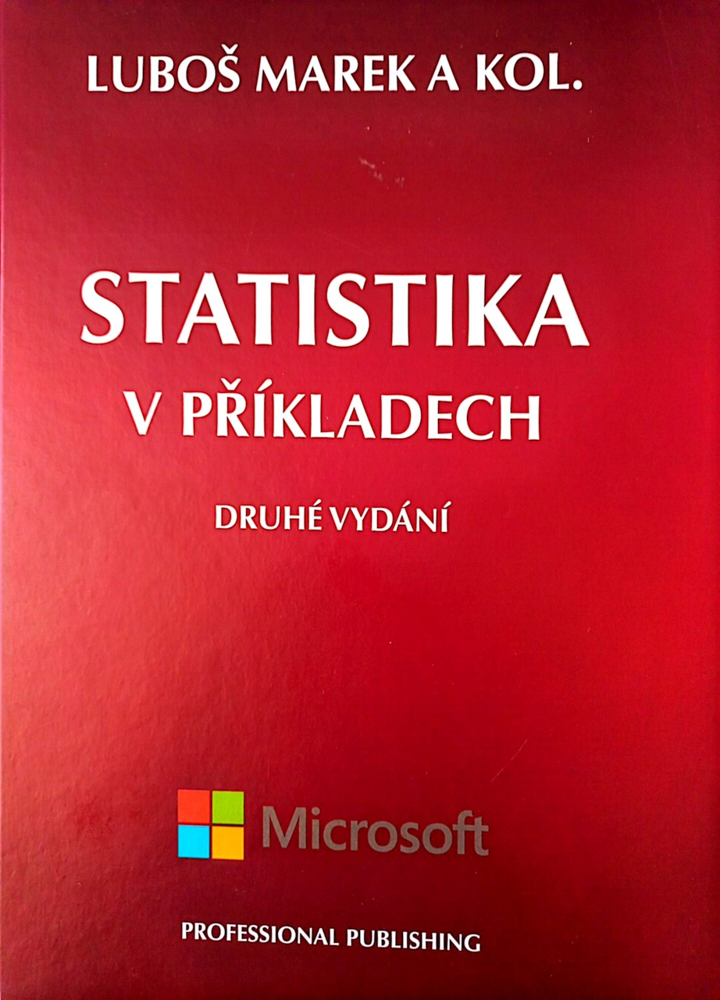 LUBOŠ MAREK A KOL.
STATISTIKA
V PŘÍKLADECH
DRUHÉ VYDÁNÍ
Microsoft
PROFESSIONAL PUBLISHING